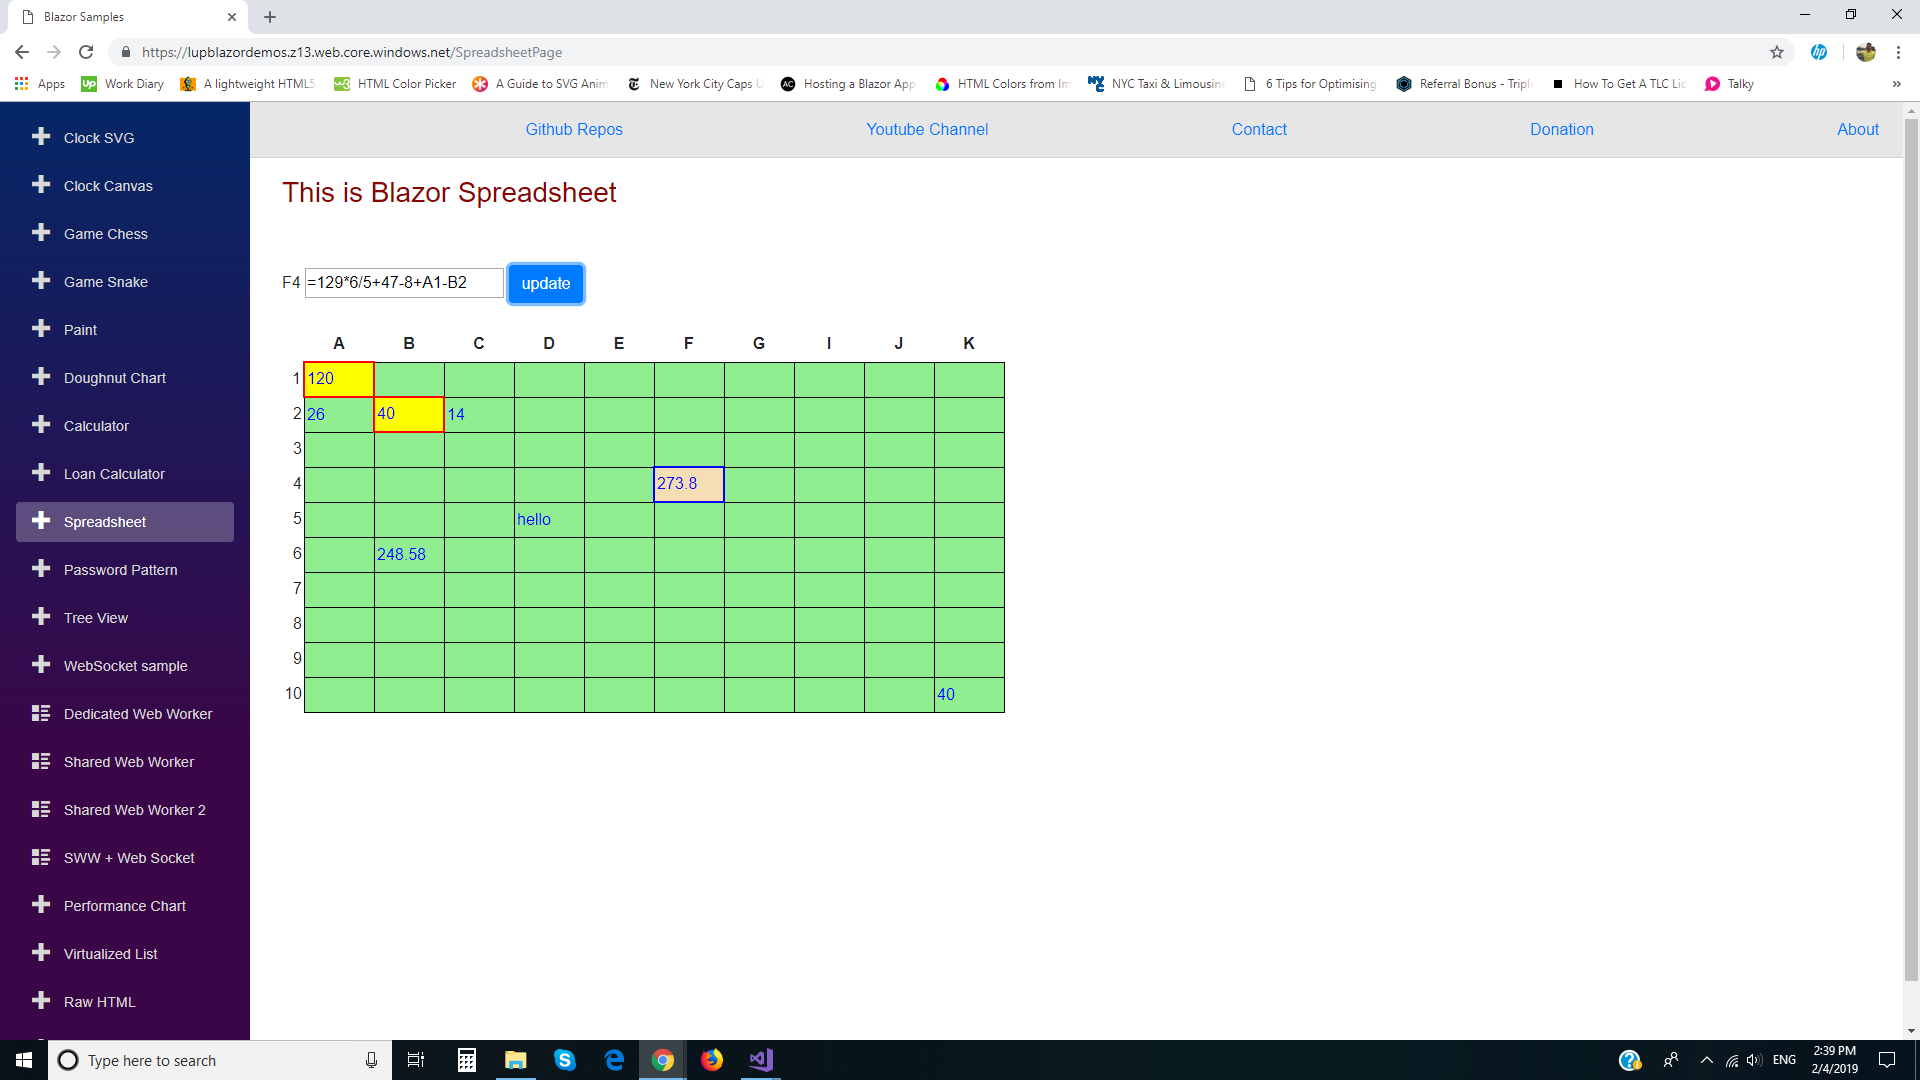 Blazor Samples
https://lupblazordemos.z13.web.core.windows.net/SpreadsheetPage
Apps
Work Diary
A lightweight HTML5
HTML Color Picker
A Guide to SVG Anim
New York City Caps U
Hosting a Blazor App
HTML Colors from Im
NYC Taxi & Limousine
6 Tips for Optimising
Referral Bonus - Triple
How To Get A TLC Lic
Talky
Clock SVG
Clock Canvas
Game Chess
Game Snake
Paint
Doughnut Chart
Calculator
Loan Calculator
Spreadsheet
Password Pattern
Tree View
WebSocket sample
Dedicated Web Worker
Shared Web Worker
Shared Web Worker 2
SWW + Web Socket
Performance Chart
Virtualized List
Raw HTML
Github Repos
Youtube Channel
Contact
Donation
About
This is Blazor Spreadsheet
F4 =129*6/5+47-8+A1-B2 update
A B C D E F G I J K
1 120
2 26 40 14
3
4 273.8
5 hello
6 248.58
7
8
9
10 40
Type here to search
ENG
2:39 PM
2/4/2019